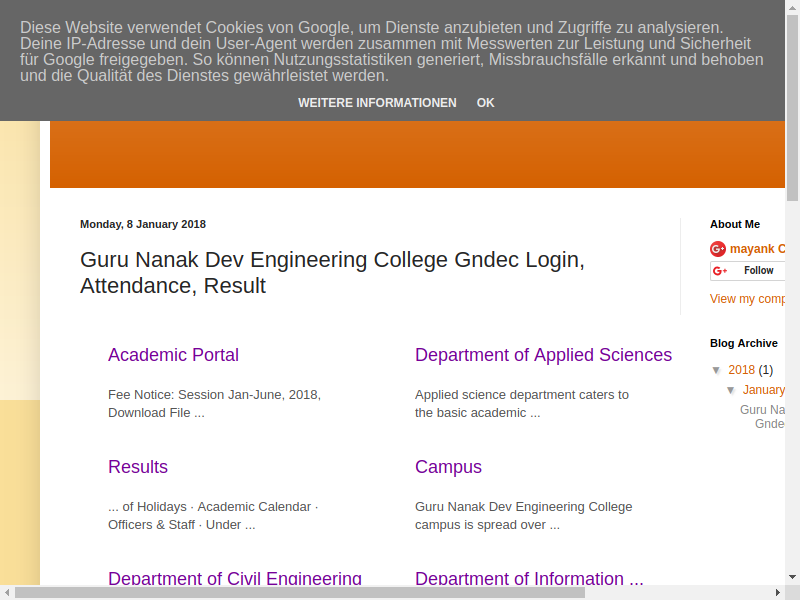 Diese Website verwendet Cookies von Google, um Dienste anzubieten und Zugriffe zu analysieren.
Deine IP-Adresse und dein User-Agent werden zusammen mit Messwerten zur Leistung und Sicherheit
für Google freigegeben. So können Nutzungsstatistiken generiert, Missbrauchsfälle erkannt und behoben
und die Qualität des Dienstes gewährleistet werden.
WEITERE INFORMATIONEN OK
Monday, 8 January 2018
Guru Nanak Dev Engineering College Gndec Login,
Attendance, Result
Academic Portal
Fee Notice: Session Jan-June, 2018,
Download File ...
Department of Applied Sciences
Applied science department caters to
the basic academic ...
Results
... of Holidays · Academic Calendar ·
Officers & Staff · Under ...
Campus
Guru Nanak Dev Engineering College
campus is spread over ...
Department of Civil Engineering
Department of Information ...
About Me
mayank
Follow
View my
Blog Archive
▼ 2018 (1)
▼ January
Guru